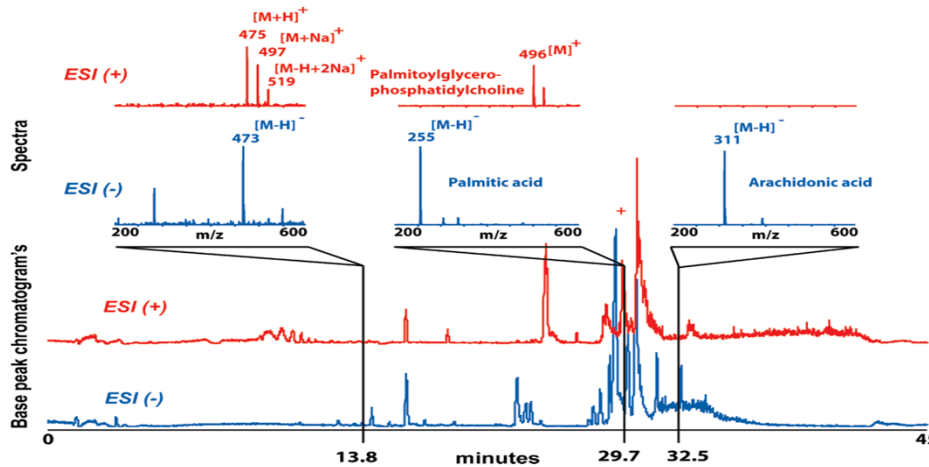 [M+H]+
475 [M+Na]+
497 [M-H+2Na]+
519
ESI (+)
Palmitoylglycero-
phosphatidylcholine
496 [M]+
Spectra
[M-H]-
473
ESI (-)
200 m/z 600
[M-H]-
255
Palmitic acid
200 m/z 600
[M-H]-
311
Arachidonic acid
200 m/z 600
+
Base peak chromatogram's
ESI (+)
ESI (-)
0
13.8 minutes 29.7 32.5